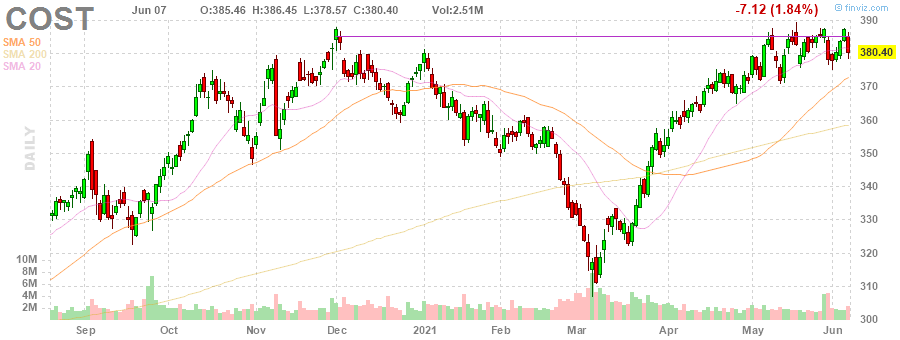 COST Jun 07 O:385.46 H:386.45 L:378.57 C:380.40 Vol:2.51M -7.12 (1.84%) © finviz.com
SMA 50
SMA 200
SMA 20
DAILY
390
380.40
370
360
350
340
330
320
310
300
10M
8M
6M
4M
2M
Sep Oct Nov Dec 2021 Feb Mar Apr May Jun